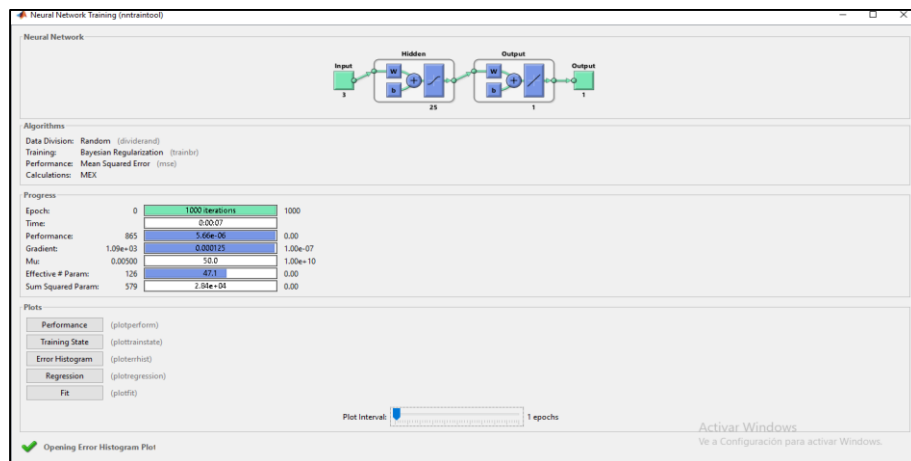 Neural Network Training (nntraintool)
Neural Network
Hidden Output
Input Output
W W
b b
3 25 1 1
Algorithms
Data Division: Random (dividerand)
Training: Bayesian Regularization (trainbr)
Performance: Mean Squared Error (mse)
Calculations: MEX
Progress
Epoch: 0 1000 iterations 1000
Time: 0:00:07
Performance: 865 5.66e-06 0.00
Gradient: 1.09e+03 0.000125 1.00e-07
Mu: 0.00500 50.0 1.00e+10
Effective # Param: 126 47.1 0.00
Sum Squared Param: 579 2.84e+04 0.00
Plots
Performance (plotperform)
Training State (plottrainstate)
Error Histogram (ploterrhist)
Regression (plotregression)
Fit (plotfit)
Plot Interval: 1 epochs
Activar Windows
Ve a Configuración para activar Windows.
Opening Error Histogram Plot